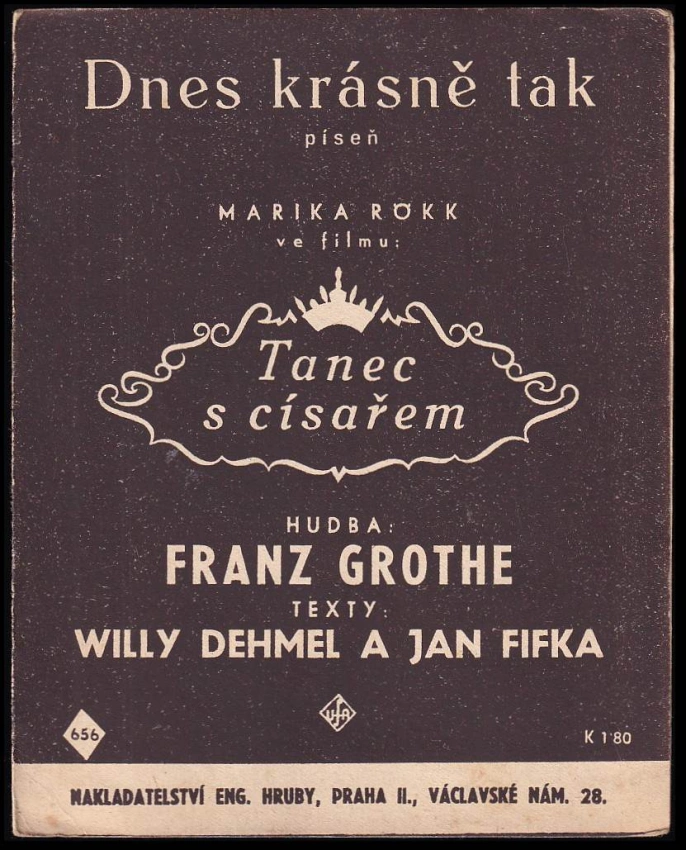 Dnes krásně tak
píseň
MARIKA RÖKK
ve filmu:
Tanec
s císařem
HUDBA:
FRANZ GROTHE
TEXTY:
WILLY DEHMEL A JAN FIFKA
UFA
656
K 1·80
NAKLADATELSTVÍ ENG. HRUBY, PRAHA II., VÁCLAVSKÉ NÁM. 28.